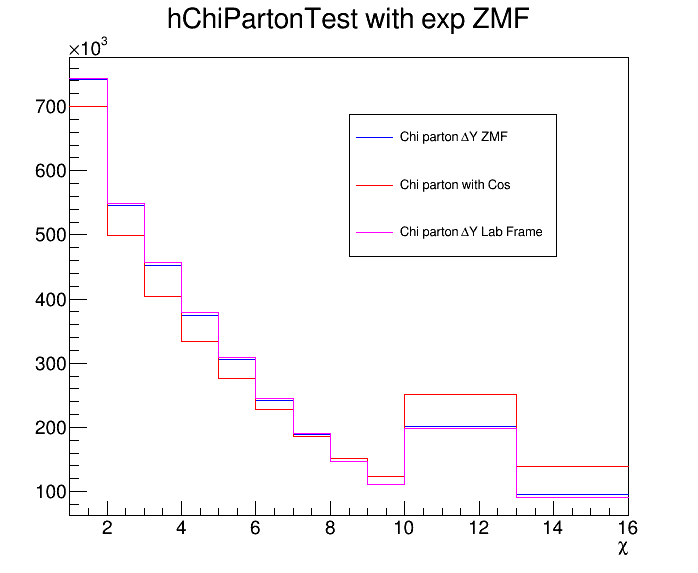 hChiPartonTest with exp ZMF
×10³
700
600
500
400
300
200
100
Chi parton ΔY ZMF
Chi parton with Cos
Chi parton ΔY Lab Frame
2 4 6 8 10 12 14 16
χ